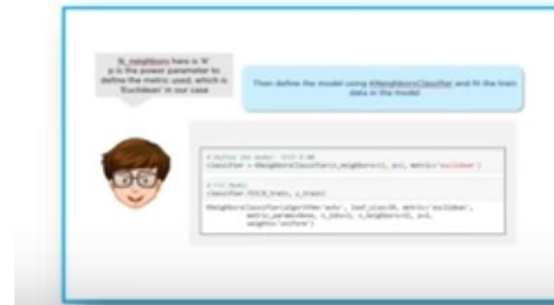 N_neighbors here is 'K'
p is the power parameter to
define the metric used, which is
'Euclidean' in our case
Then define the model using KNeighborsClassifier and fit the train
data in the model
# Define the model: Init K-NN
classifier = KNeighborsClassifier(n_neighbors=11, p=2, metric='euclidean')
# Fit Model
classifier.fit(X_train, y_train)
KNeighborsClassifier(algorithm='auto', leaf_size=30, metric='euclidean',
metric_params=None, n_jobs=1, n_neighbors=11, p=2,
weights='uniform')